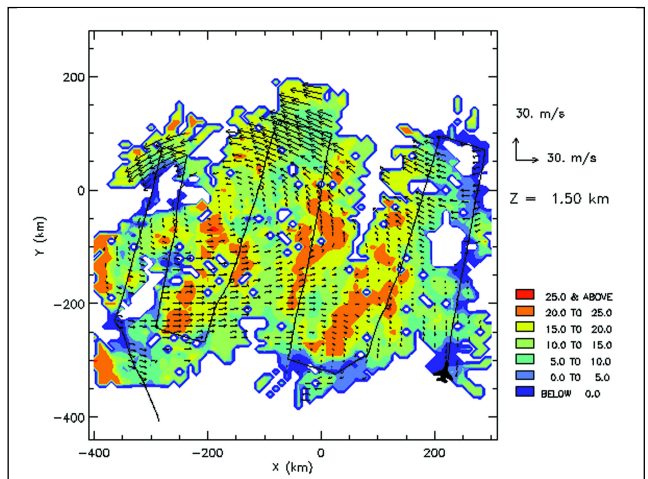 200
0
-200
-400
Y (km)
-400
-200
0
200
X (km)
30. m/s
30. m/s
Z = 1.50 km
25.0 & ABOVE
20.0 TO 25.0
15.0 TO 20.0
10.0 TO 15.0
5.0 TO 10.0
0.0 TO 5.0
BELOW 0.0